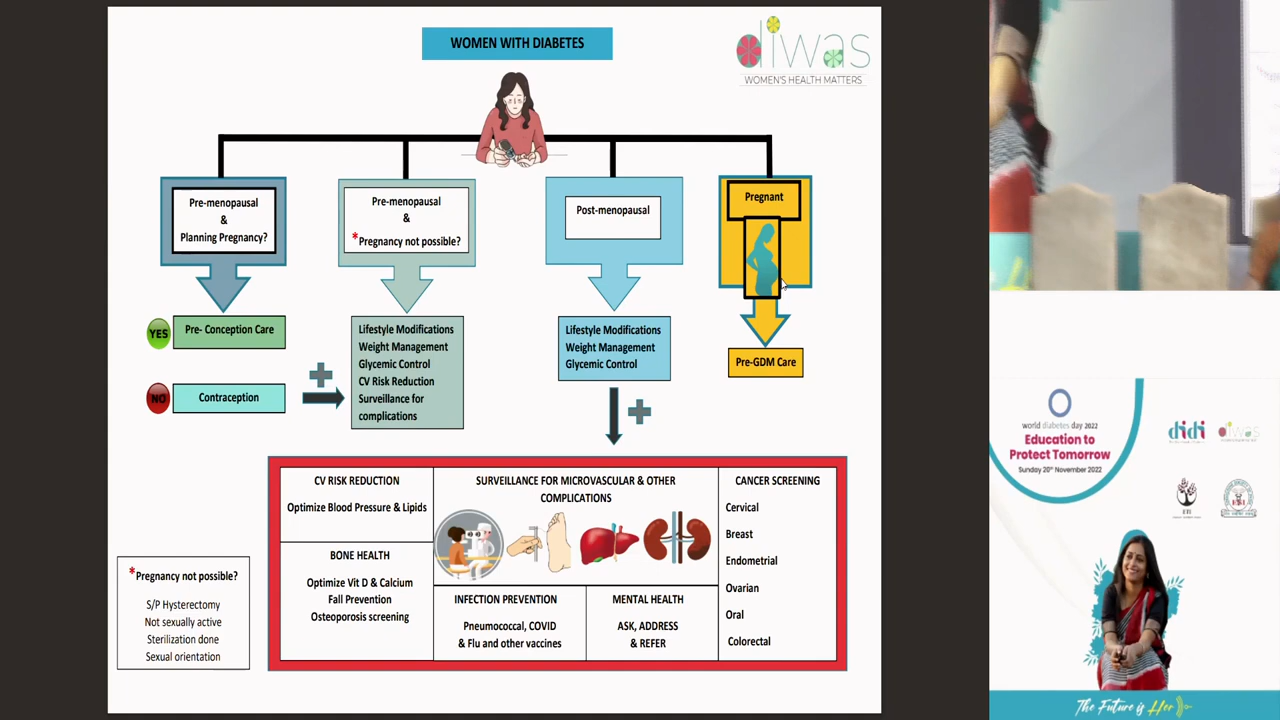 WOMEN WITH DIABETES
diwas
WOMEN'S HEALTH MATTERS
Pre-menopausal
&
Planning Pregnancy?
Pre-menopausal
&
*Pregnancy not possible?
Post-menopausal
Pregnant
YES
Pre- Conception Care
NO
Contraception
Lifestyle Modifications
Weight Management
Glycemic Control
CV Risk Reduction
Surveillance for
complications
Lifestyle Modifications
Weight Management
Glycemic Control
Pre-GDM Care
CV RISK REDUCTION
Optimize Blood Pressure & Lipids
BONE HEALTH
Optimize Vit D & Calcium
Fall Prevention
Osteoporosis screening
SURVEILLANCE FOR MICROVASCULAR & OTHER
COMPLICATIONS
INFECTION PREVENTION
Pneumococcal, COVID
& Flu and other vaccines
MENTAL HEALTH
ASK, ADDRESS
& REFER
CANCER SCREENING
Cervical
Breast
Endometrial
Ovarian
Oral
Colorectal
*Pregnancy not possible?
S/P Hysterectomy
Not sexually active
Sterilization done
Sexual orientation
world diabetes day 2022
Education to
Protect Tomorrow
Sunday 20th November 2022
didi
diwas
The Future is Her